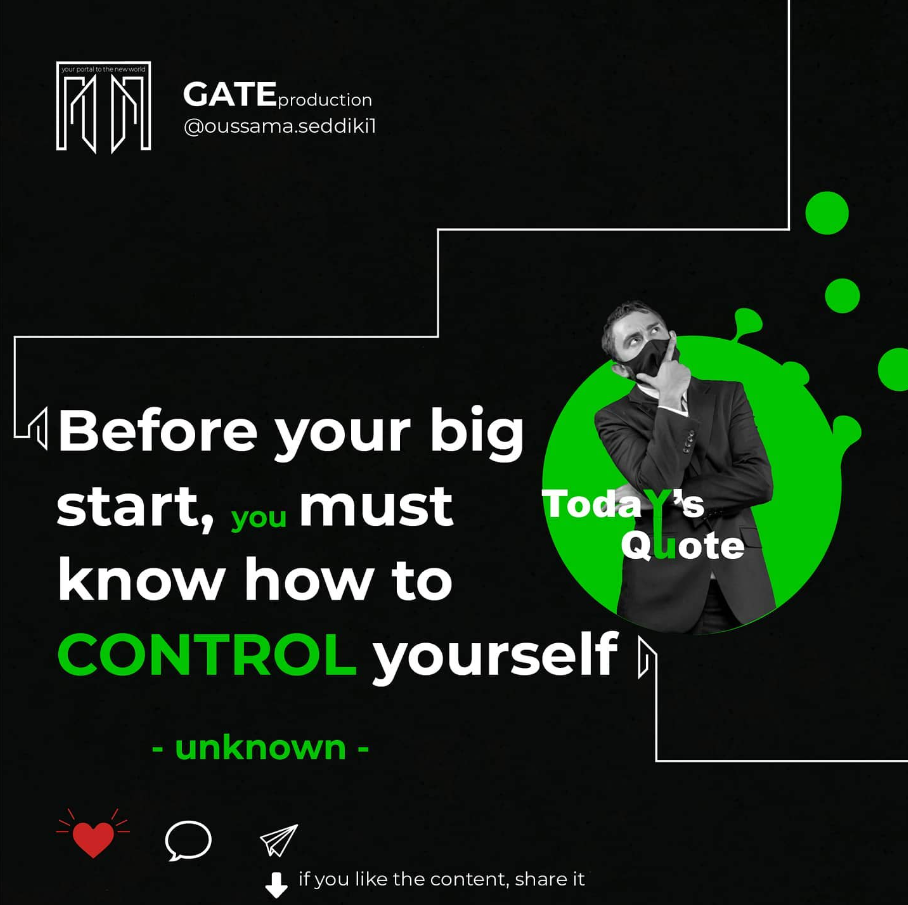 your portal to the new world
GATEproduction
@oussama.seddiki1
Before your big
start, you must
know how to
CONTROL yourself
- unknown -
TodaY's
Quote
if you like the content, share it